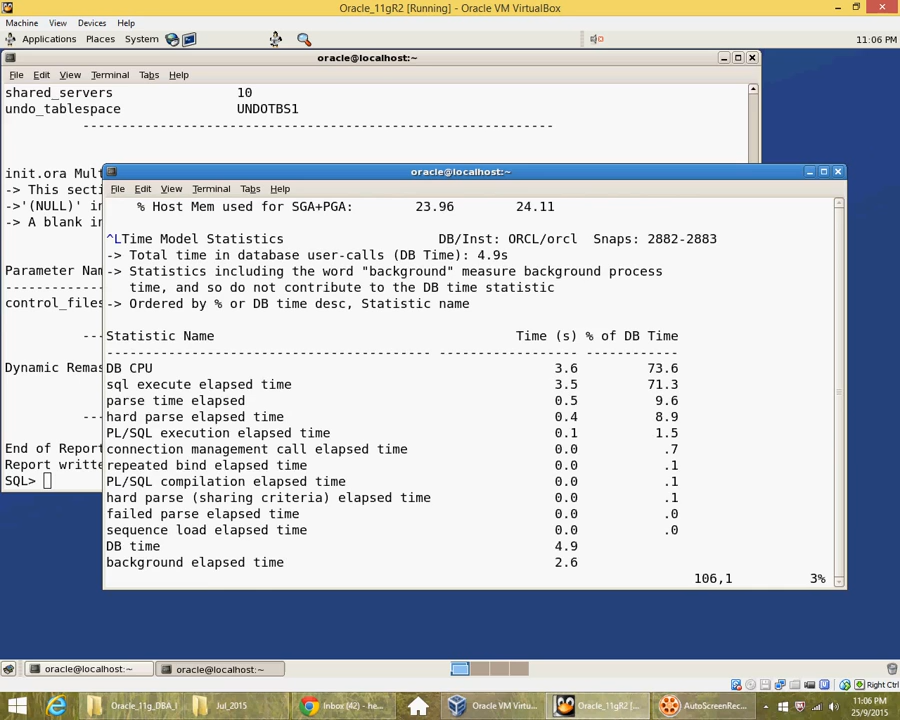 Oracle_11gR2 [Running] - Oracle VM VirtualBox
Machine View Devices Help
Applications Places System 11:06 PM
oracle@localhost:~
File Edit View Terminal Tabs Help
shared_servers 10
undo_tablespace UNDOTBS1
-------------------------------------------------------------
init.ora Mult
-> This secti
->'(NULL)' in
-> A blank in
Parameter Nam
-------------
control_files
---
Dynamic Remas
---
End of Report
Report writte
SQL>
oracle@localhost:~
File Edit View Terminal Tabs Help
% Host Mem used for SGA+PGA: 23.96 24.11
^LTime Model Statistics DB/Inst: ORCL/orcl Snaps: 2882-2883
-> Total time in database user-calls (DB Time): 4.9s
-> Statistics including the word "background" measure background process
time, and so do not contribute to the DB time statistic
-> Ordered by % or DB time desc, Statistic name
Statistic Name Time (s) % of DB Time
------------------------------------------ ------------------ ------------
DB CPU 3.6 73.6
sql execute elapsed time 3.5 71.3
parse time elapsed 0.5 9.6
hard parse elapsed time 0.4 8.9
PL/SQL execution elapsed time 0.1 1.5
connection management call elapsed time 0.0 .7
repeated bind elapsed time 0.0 .1
PL/SQL compilation elapsed time 0.0 .1
hard parse (sharing criteria) elapsed time 0.0 .1
failed parse elapsed time 0.0 .0
sequence load elapsed time 0.0 .0
DB time 4.9
background elapsed time 2.6
106,1 3%
oracle@localhost:~ oracle@localhost:~
Right Ctrl
Oracle_11g_DBA_I Jul_2015 Inbox (42) - he... Oracle VM Virtu... Oracle_11gR2 [... AutoScreenRec... 11:06 PM
25/9/2015